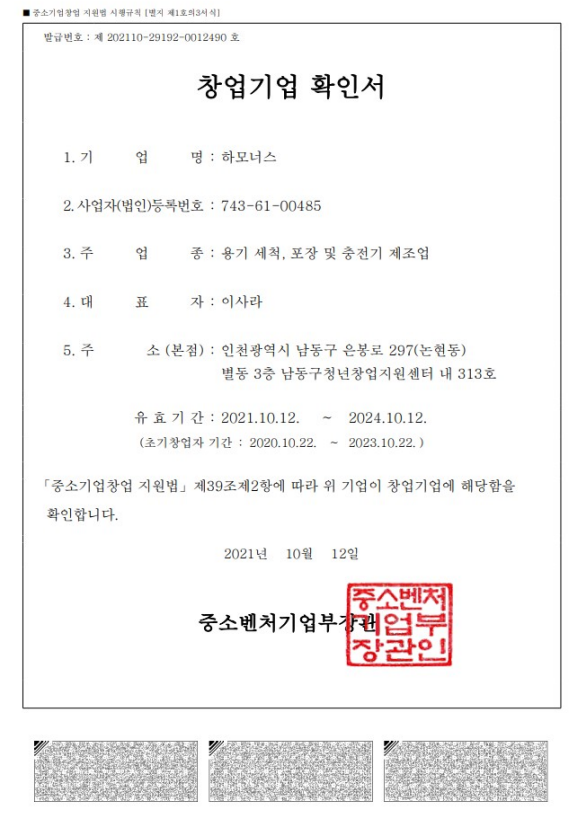 ■ 중소기업창업 지원법 시행규칙 [별지 제1호의3서식]
발급번호 : 제 202110-29192-0012490 호
창업기업 확인서
1. 기 업 명 : 하모너스
2. 사업자(법인)등록번호 : 743-61-00485
3. 주 업 종 : 용기 세척, 포장 및 충전기 제조업
4. 대 표 자 : 이사라
5. 주 소 (본점) : 인천광역시 남동구 은봉로 297(논현동)
별동 3층 남동구청년창업지원센터 내 313호
유 효 기 간 : 2021.10.12. ~ 2024.10.12.
(초기창업자 기간 : 2020.10.22. ~ 2023.10.22. )
「중소기업창업 지원법」 제39조제2항에 따라 위 기업이 창업기업에 해당함을
확인합니다.
2021년 10월 12일
중소벤처기업부장관
중소벤처
기업부
장관인